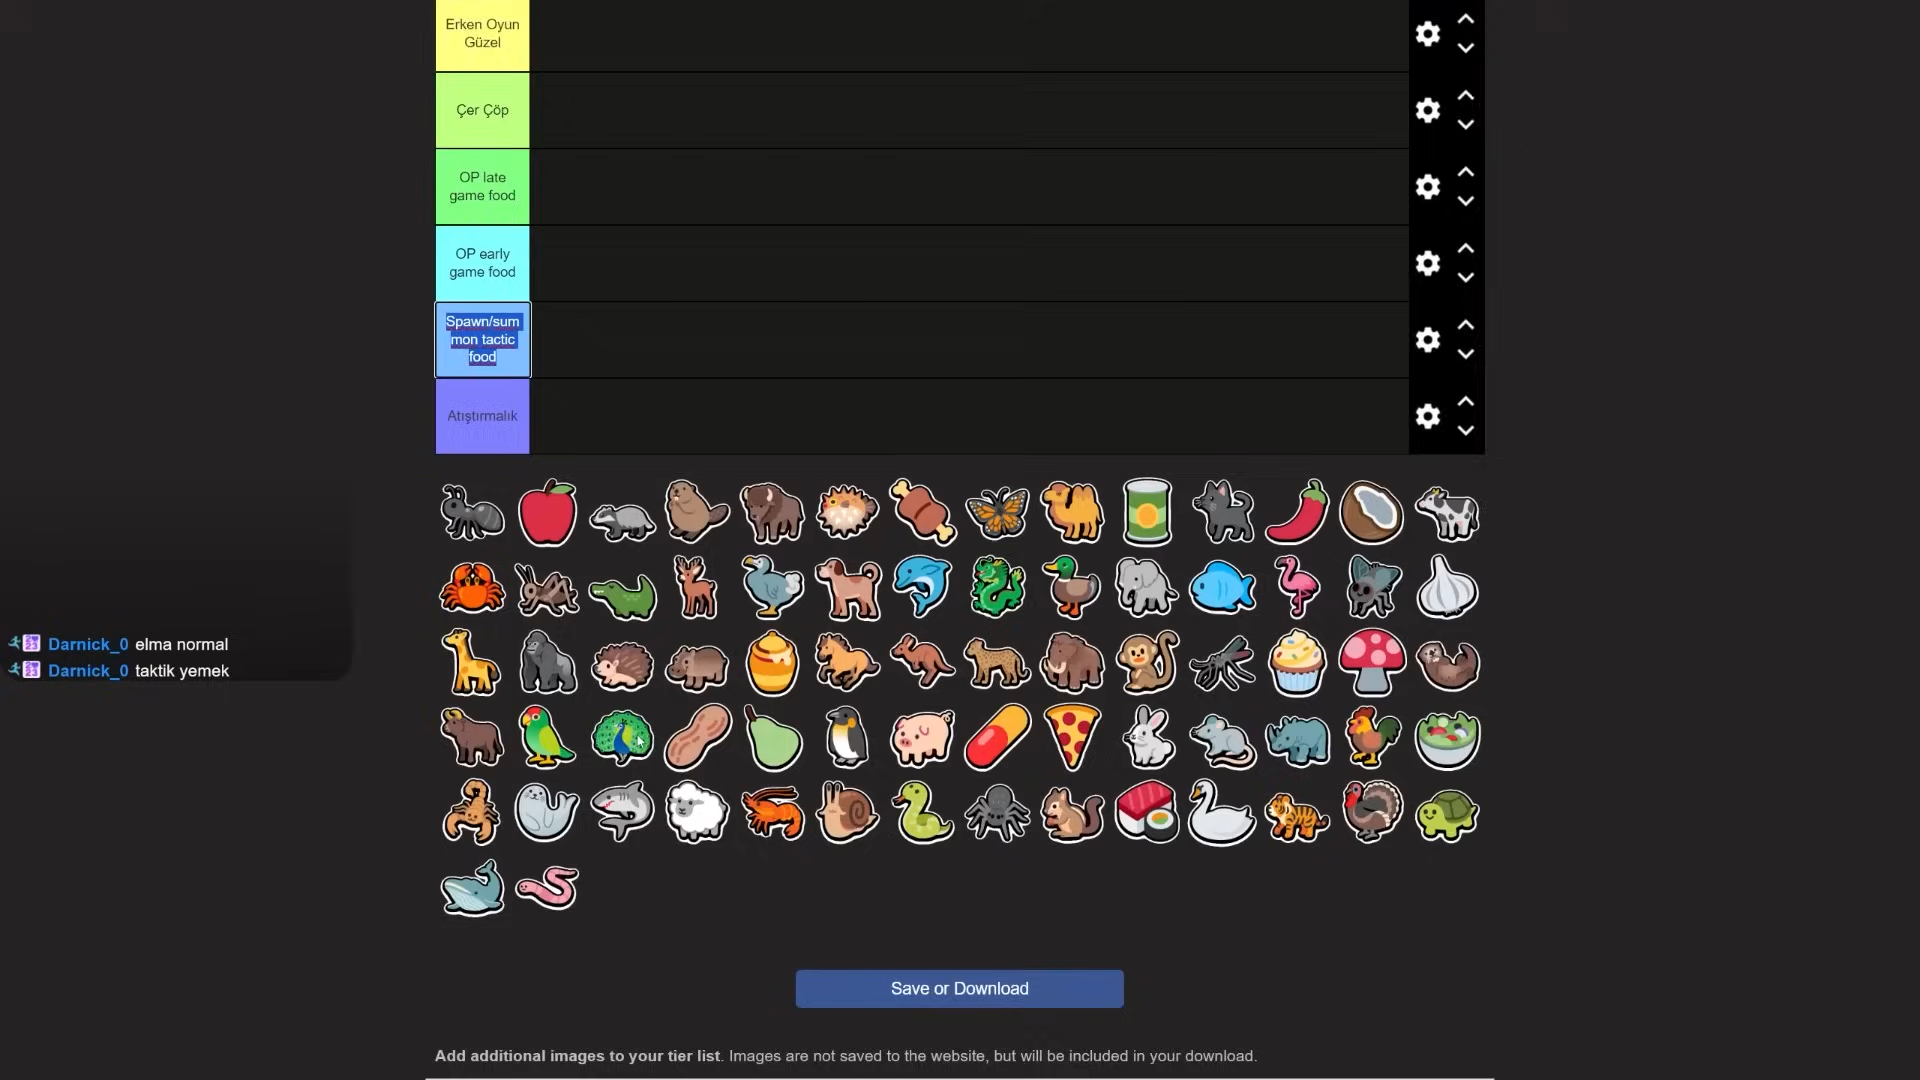 Erken Oyun
Güzel
Çer Çöp
OP late
game food
OP early
game food
Spawn/sum
mon tactic
food
Atıştırmalık
Darnick_0 elma normal
Darnick_0 taktik yemek
Save or Download
Add additional images to your tier list. Images are not saved to the website, but will be included in your download.